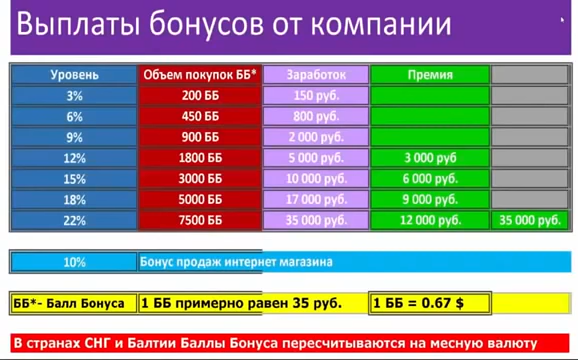 Выплаты бонусов от компании
Уровень Объем покупок ББ* Заработок Премия
3% 200 ББ 150 руб.
6% 450 ББ 800 руб.
9% 900 ББ 2 000 руб.
12% 1800 ББ 5 000 руб. 3 000 руб
15% 3000 ББ 10 000 руб. 6 000 руб.
18% 5000 ББ 17 000 руб. 9 000 руб.
22% 7500 ББ 35 000 руб. 12 000 руб. 35 000 руб.
10% Бонус продаж интернет магазина
ББ*- Балл Бонуса 1 ББ примерно равен 35 руб. 1 ББ = 0.67 $
В странах СНГ и Балтии Баллы Бонуса пересчитываются на месную валюту